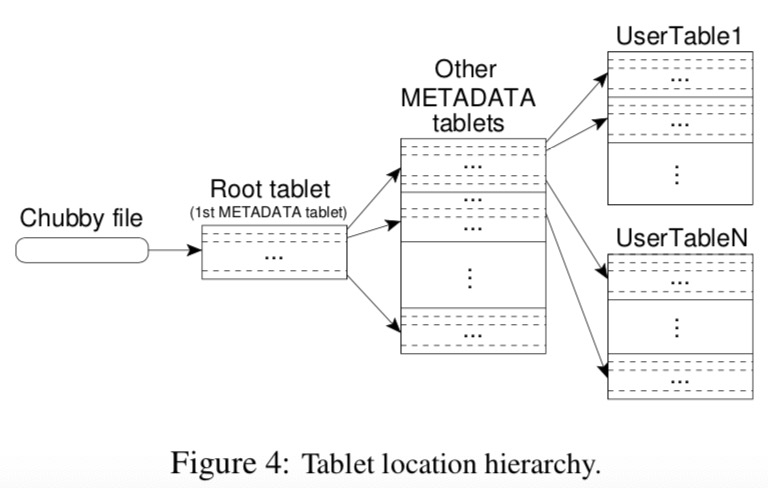 UserTable1
Other
METADATA
tablets
...
...
Root tablet
(1st METADATA tablet)
...
...
...
Chubby file
...
UserTableN
...
...
...
Figure 4: Tablet location hierarchy.